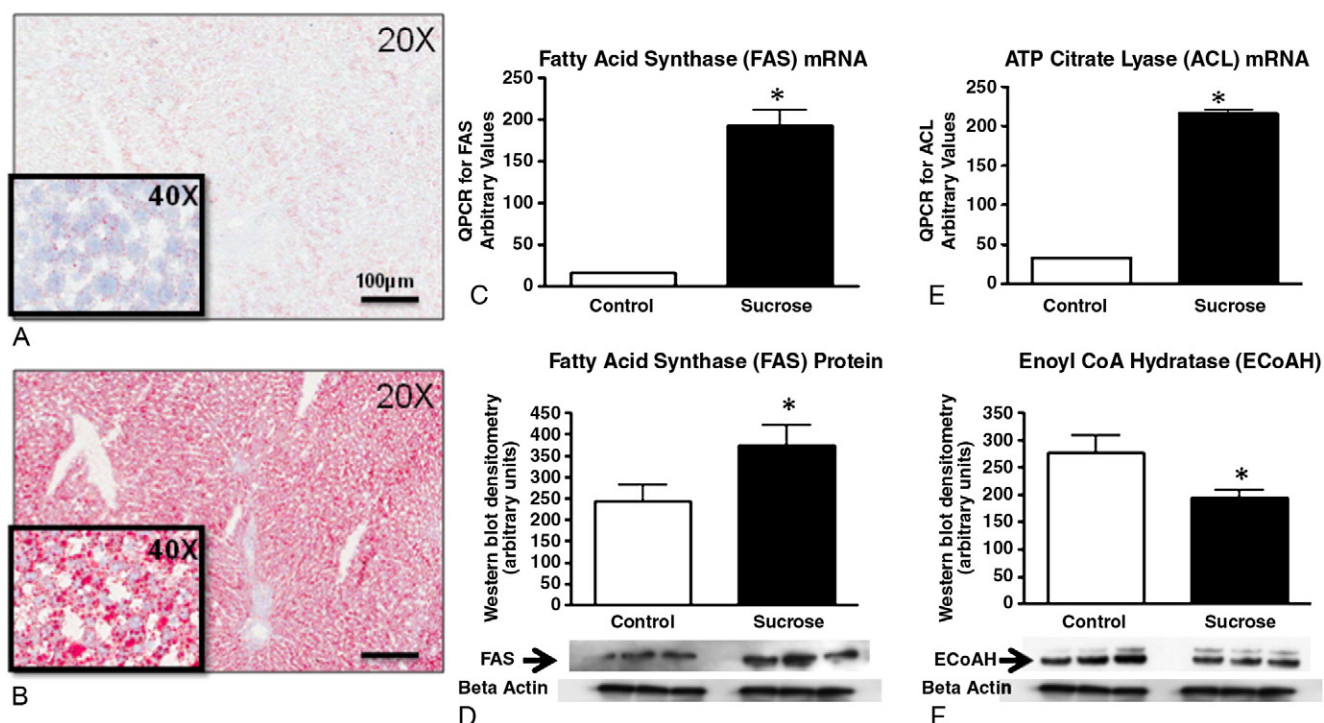 20X
40X
100µm
A
20X
40X
B
Fatty Acid Synthase (FAS) mRNA
QPCR for FAS
Arbitrary Values
250
200
150
100
50
0
*
Control
Sucrose
C
Fatty Acid Synthase (FAS) Protein
Western blot densitometry
(arbitrary units)
450
400
350
300
250
200
150
100
50
0
*
Control
Sucrose
FAS
Beta Actin
D
ATP Citrate Lyase (ACL) mRNA
QPCR for ACL
Arbitrary Values
250
200
150
100
50
0
*
Control
Sucrose
E
Enoyl CoA Hydratase (ECoAH)
Western blot densitometry
(arbitrary units)
350
300
250
200
150
100
50
0
*
Control
Sucrose
ECoAH
Beta Actin
F